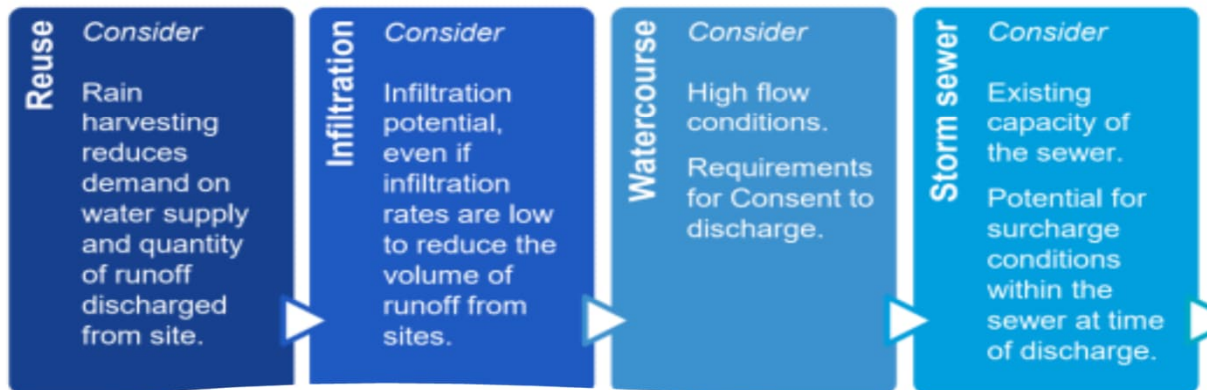 Reuse
Consider
Rain
harvesting
reduces
demand on
water supply
and quantity
of runoff
discharged
from site.
Infiltration
Consider
Infiltration
potential,
even if
infiltration
rates are low
to reduce the
volume of
runoff from
sites.
Watercourse
Consider
High flow
conditions.
Requirements
for Consent to
discharge.
Storm sewer
Consider
Existing
capacity of
the sewer.
Potential for
surcharge
conditions
within the
sewer at time
of discharge.